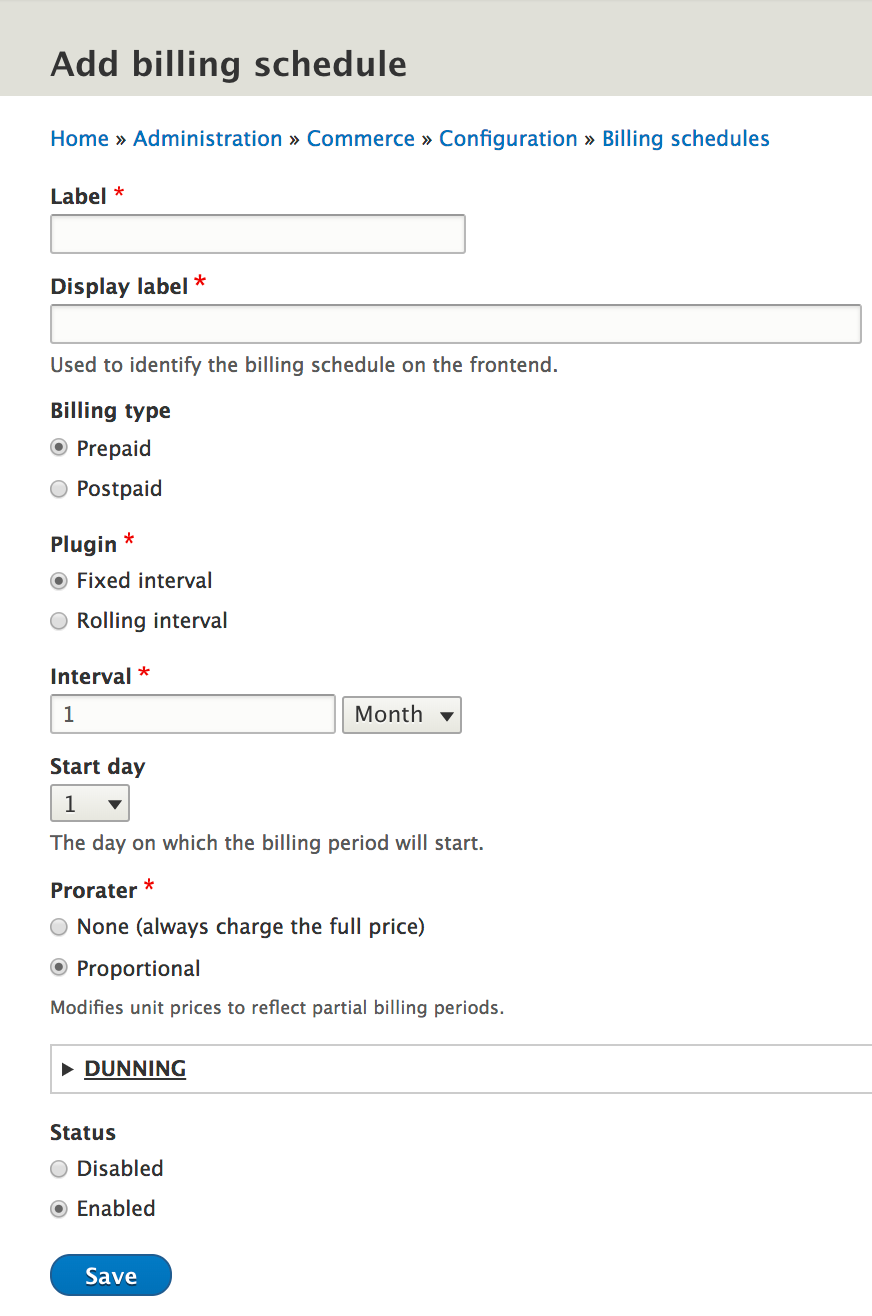 Add billing schedule
Home » Administration » Commerce » Configuration » Billing schedules
Label *
Display label *
Used to identify the billing schedule on the frontend.
Billing type
Prepaid
Postpaid
Plugin *
Fixed interval
Rolling interval
Interval *
1 Month
Start day
1
The day on which the billing period will start.
Prorater *
None (always charge the full price)
Proportional
Modifies unit prices to reflect partial billing periods.
DUNNING
Status
Disabled
Enabled
Save